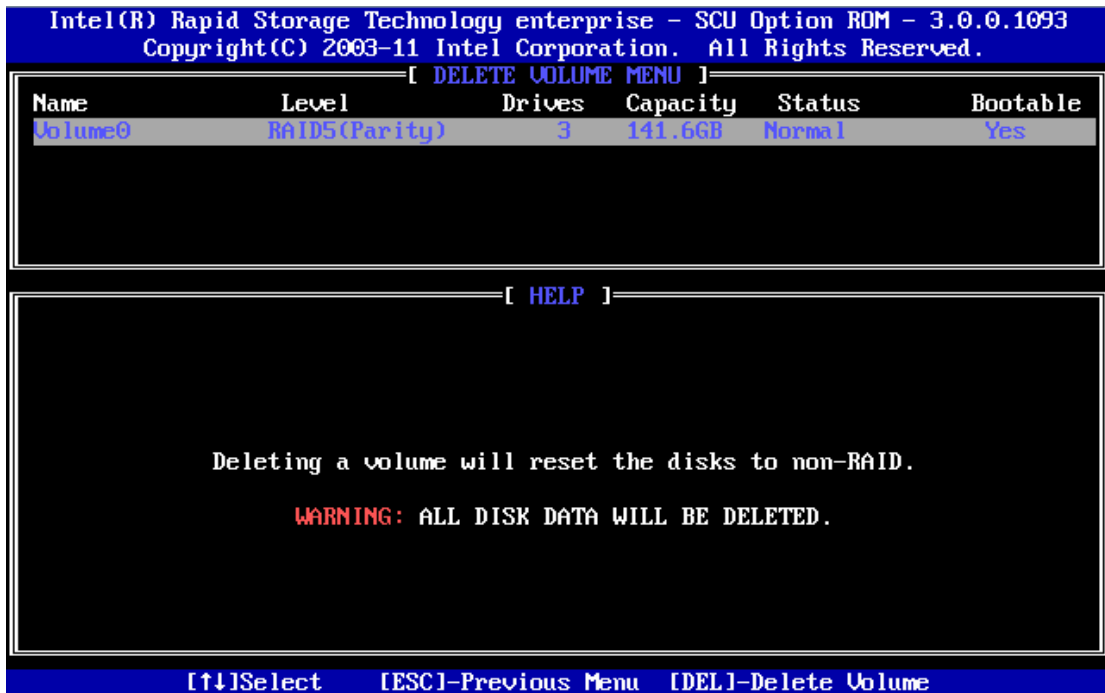 Intel(R) Rapid Storage Technology enterprise - SCU Option ROM - 3.0.0.1093
Copyright(C) 2003-11 Intel Corporation. All Rights Reserved.
[ DELETE VOLUME MENU ]
Name Level Drives Capacity Status Bootable
Volume0 RAID5(Parity) 3 141.6GB Normal Yes
[ HELP ]
Deleting a volume will reset the disks to non-RAID.
WARNING: ALL DISK DATA WILL BE DELETED.
[↑↓]Select [ESC]-Previous Menu [DEL]-Delete Volume